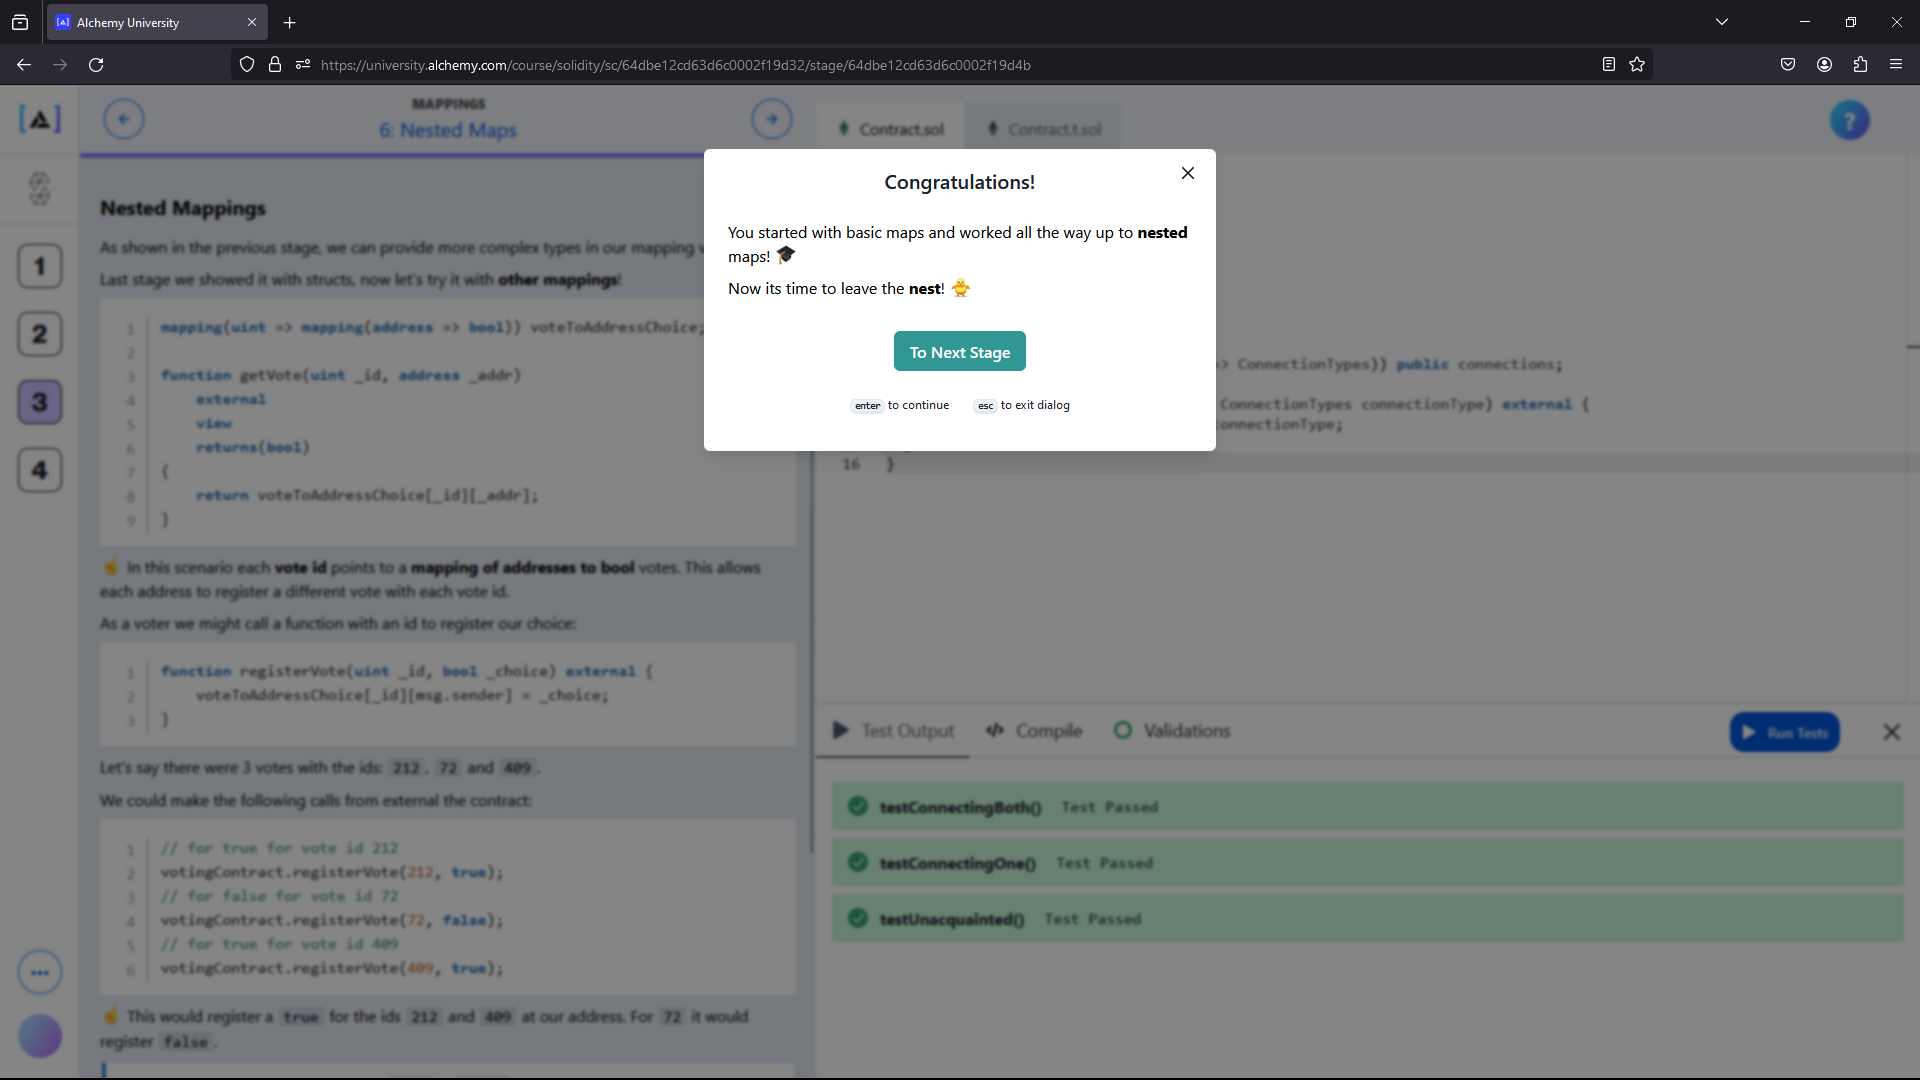 Alchemy University
https://university.alchemy.com/course/solidity/sc/64dbe12cd63d6c0002f19d32/stage/64dbe12cd63d6c0002f19d4b
MAPPINGS
6: Nested Maps
Contract.sol
Contract.t.sol
?
1
2
3
4
Nested Mappings
As shown in the previous stage, we can provide more complex types in our mapping
Last stage we showed it with structs, now let's try it with other mappings!
1 mapping(uint => mapping(address => bool)) voteToAddressChoice;
2
3 function getVote(uint _id, address _addr)
4 external
5 view
6 returns(bool)
7 {
8 return voteToAddressChoice[_id][_addr];
9 }
☝️ In this scenario each vote id points to a mapping of addresses to bool votes. This allows
each address to register a different vote with each vote id.
As a voter we might call a function with an id to register our choice:
1 function registerVote(uint _id, bool _choice) external {
2 voteToAddressChoice[_id][msg.sender] = _choice;
3 }
Let's say there were 3 votes with the ids: 212, 72 and 409.
We could make the following calls from external the contract:
1 // for true for vote id 212
2 votingContract.registerVote(212, true);
3 // for false for vote id 72
4 votingContract.registerVote(72, false);
5 // for true for vote id 409
6 votingContract.registerVote(409, true);
☝️ This would register a true for the ids 212 and 409 at our address. For 72 it would
register false.
Congratulations!
You started with basic maps and worked all the way up to nested
maps! 🎓
Now its time to leave the nest! 🐥
To Next Stage
enter to continue esc to exit dialog
=> ConnectionTypes)) public connections;
ConnectionTypes connectionType) external {
connectionType;
16 }
Test Output
Compile
Validations
Run Tests
testConnectingBoth() Test Passed
testConnectingOne() Test Passed
testUnacquainted() Test Passed